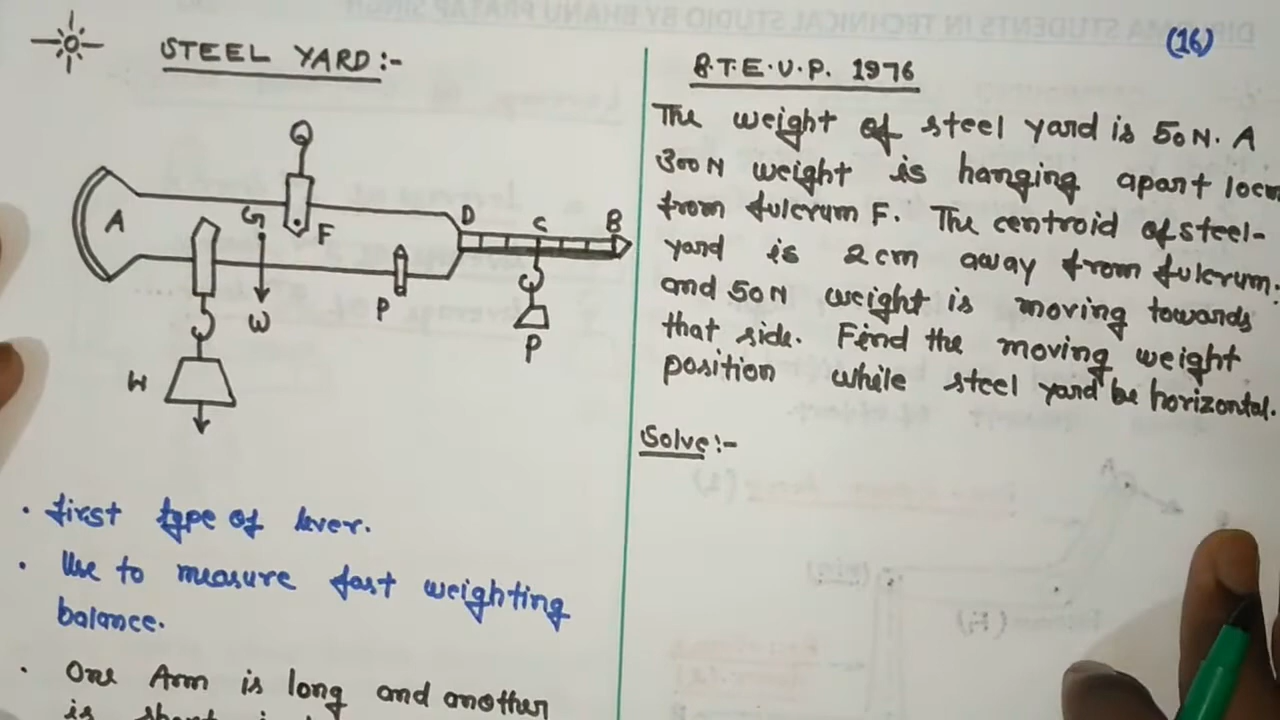 (16)
STEEL YARD:-
Q
A
G
F
D
C
B
P
W
P
W
• First type of lever.
• Use to measure fast weighting
balance.
• One Arm is long and another
B.T.E.U.P. 1976
The weight of steel yard is 50N. A
300N weight is hanging apart 10cm
from fulcrum F. The centroid of steel-
yard is 2cm away from fulcrum.
and 50N weight is moving towards
that side. Find the moving weight
position while steel yard be horizontal.
Solve:-